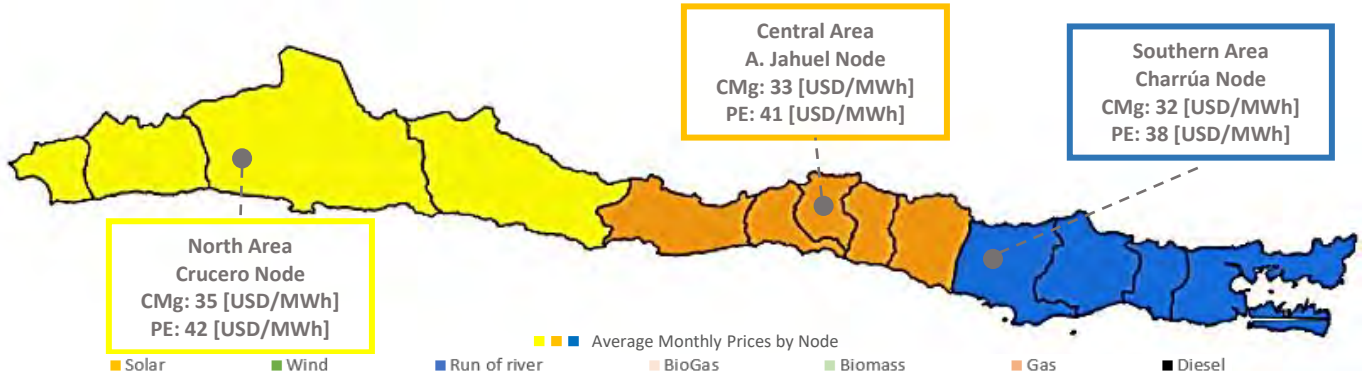 Central Area
A. Jahuel Node
CMg: 33 [USD/MWh]
PE: 41 [USD/MWh]
Southern Area
Charrúa Node
CMg: 32 [USD/MWh]
PE: 38 [USD/MWh]
North Area
Crucero Node
CMg: 35 [USD/MWh]
PE: 42 [USD/MWh]
Average Monthly Prices by Node
Solar Wind Run of river BioGas Biomass Gas Diesel